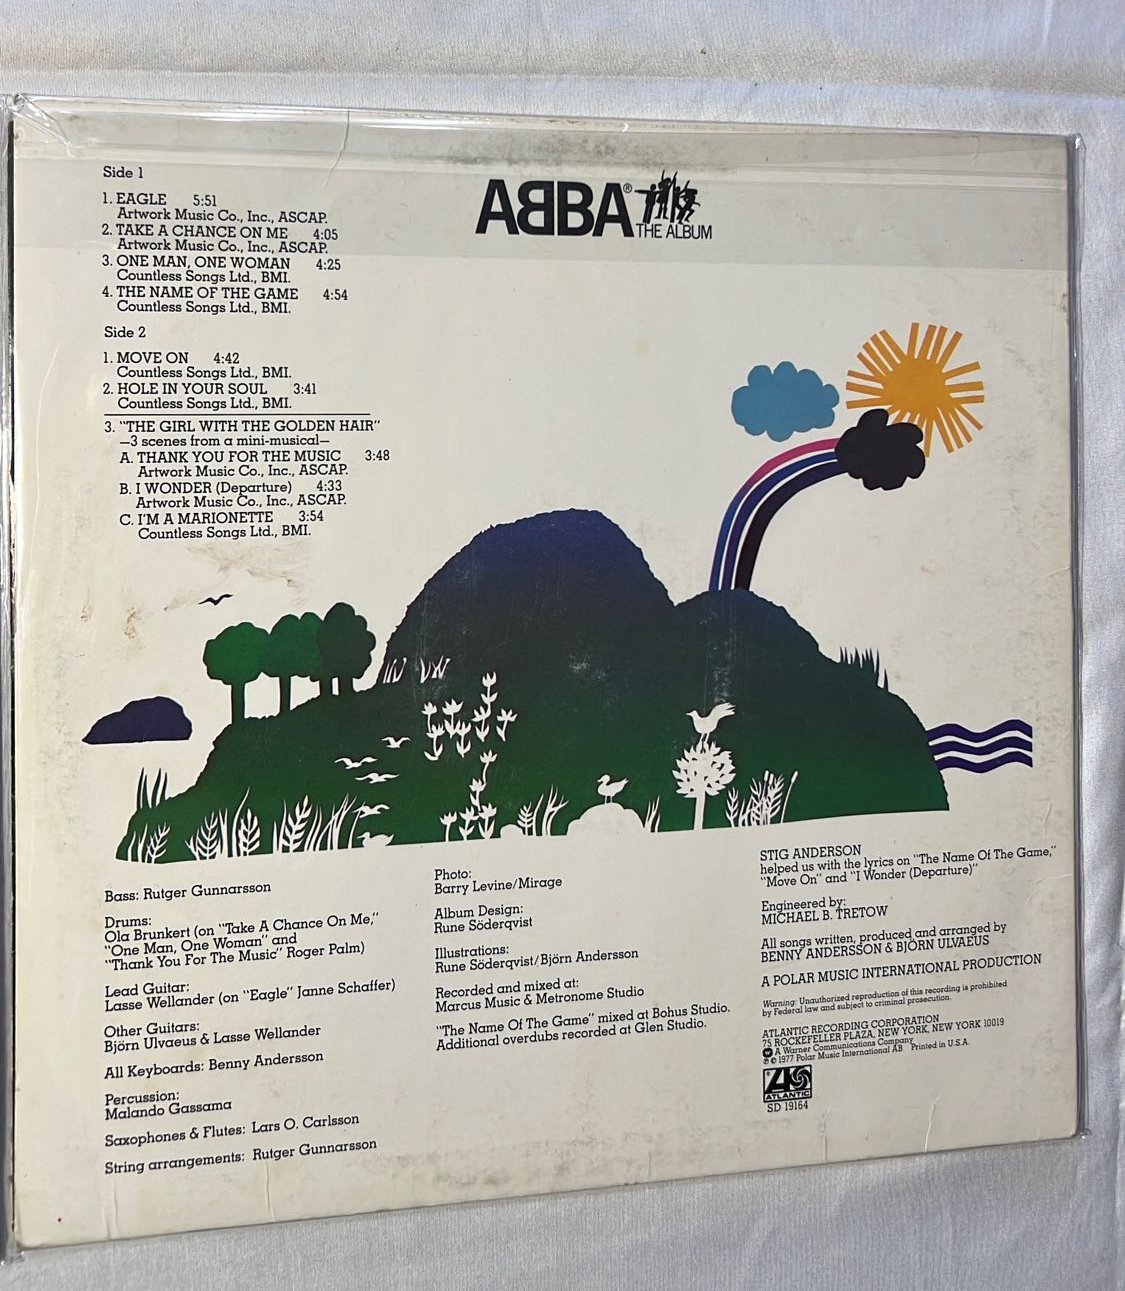 ABBA®
THE ALBUM
Side 1
1. EAGLE 5:51
Artwork Music Co., Inc., ASCAP.
2. TAKE A CHANCE ON ME 4:05
Artwork Music Co., Inc., ASCAP.
3. ONE MAN, ONE WOMAN 4:25
Countless Songs Ltd., BMI.
4. THE NAME OF THE GAME 4:54
Countless Songs Ltd., BMI.
Side 2
1. MOVE ON 4:42
Countless Songs Ltd., BMI.
2. HOLE IN YOUR SOUL 3:41
Countless Songs Ltd., BMI.
3. "THE GIRL WITH THE GOLDEN HAIR"
—3 scenes from a mini-musical—
A. THANK YOU FOR THE MUSIC 3:48
Artwork Music Co., Inc., ASCAP.
B. I WONDER (Departure) 4:33
Artwork Music Co., Inc., ASCAP.
C. I'M A MARIONETTE 3:54
Countless Songs Ltd., BMI.
Bass: Rutger Gunnarsson
Drums:
Ola Brunkert (on "Take A Chance On Me,"
"One Man, One Woman" and
"Thank You For The Music" Roger Palm)
Lead Guitar:
Lasse Wellander (on "Eagle" Janne Schaffer)
Other Guitars:
Björn Ulvaeus & Lasse Wellander
All Keyboards: Benny Andersson
Percussion:
Malando Gassama
Saxophones & Flutes: Lars O. Carlsson
String arrangements: Rutger Gunnarsson
Photo:
Barry Levine/Mirage
Album Design:
Rune Söderqvist
Illustrations:
Rune Söderqvist/Björn Andersson
Recorded and mixed at:
Marcus Music & Metronome Studio
"The Name Of The Game" mixed at Bohus Studio.
Additional overdubs recorded at Glen Studio.
STIG ANDERSON
helped us with the lyrics on "The Name Of The Game,"
"Move On" and "I Wonder (Departure)"
Engineered by:
MICHAEL B. TRETOW
All songs written, produced and arranged by
BENNY ANDERSSON & BJÖRN ULVAEUS
A POLAR MUSIC INTERNATIONAL PRODUCTION
Warning: Unauthorized reproduction of this recording is prohibited
by Federal law and subject to criminal prosecution.
ATLANTIC RECORDING CORPORATION
75 ROCKEFELLER PLAZA, NEW YORK, NEW YORK 10019
A Warner Communications Company
℗ © 1977 Polar Music International AB Printed in U.S.A.
ATLANTIC
SD 19164